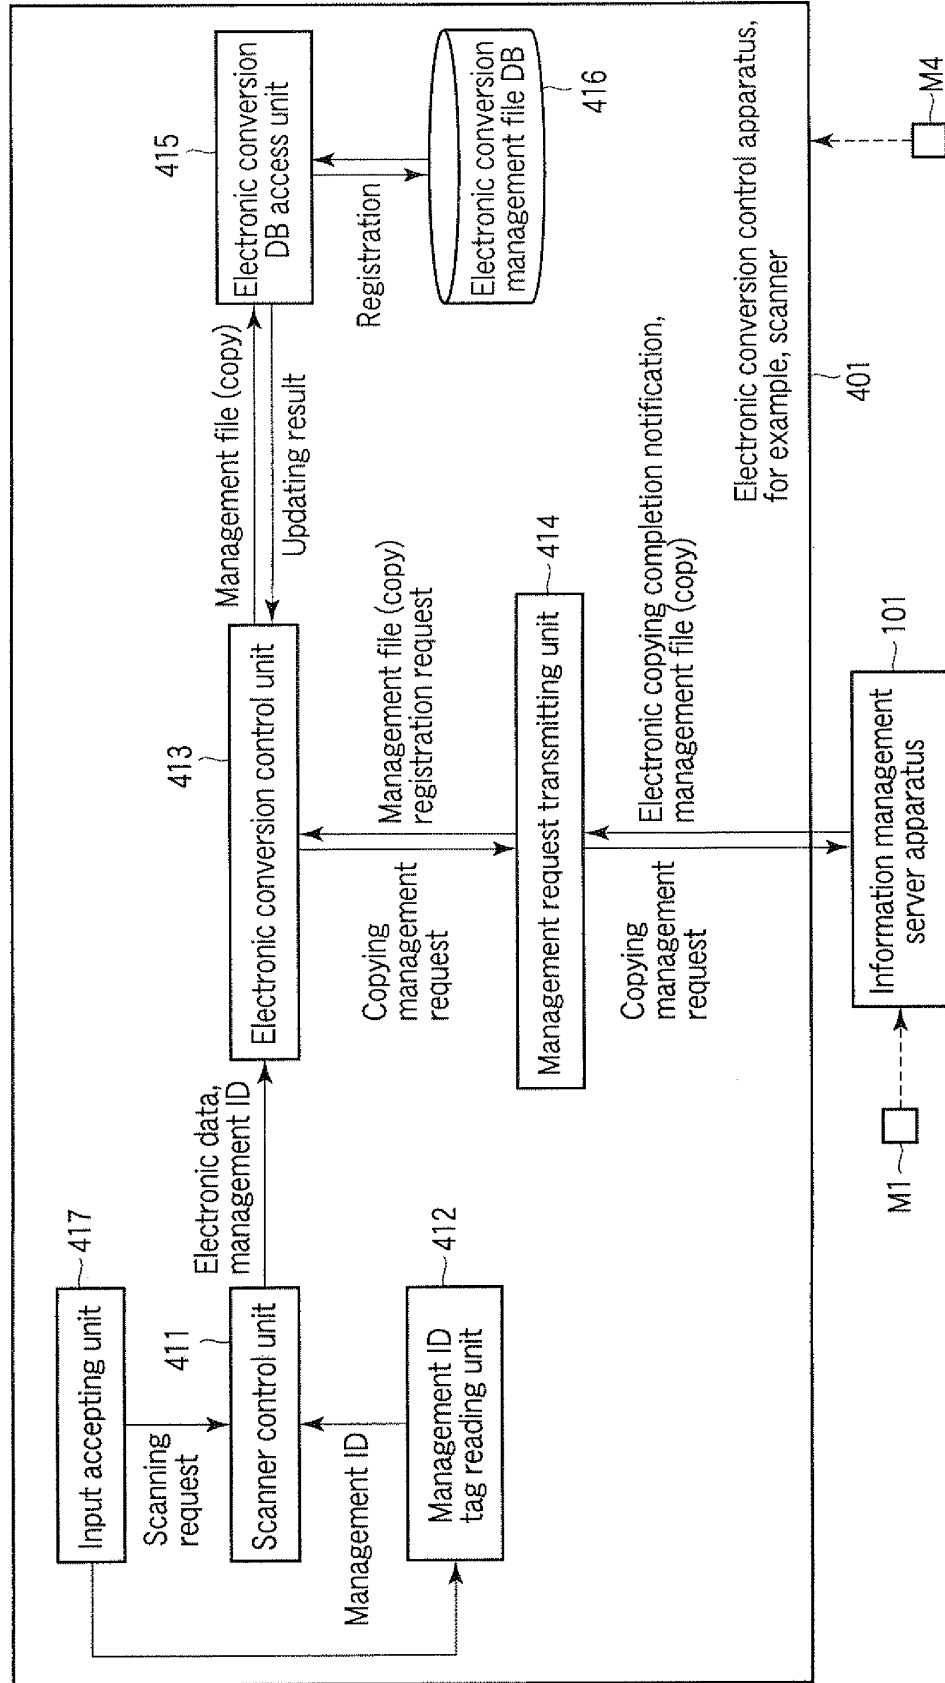 417
Input accepting unit
Scanning
request
411
Scanner control unit
Management ID
412
Management ID
tag reading unit
Electronic data,
management ID
413
Electronic conversion control unit
Management file (copy)
Updating result
415
Electronic conversion
DB access unit
Registration
Electronic conversion
management file DB
416
Copying
management
request
Management file (copy)
registration request
414
Management request transmitting unit
Copying
management
request
Electronic copying completion notification,
management file (copy)
Electronic conversion control apparatus,
for example, scanner
401
101
Information management
server apparatus
M1
M4